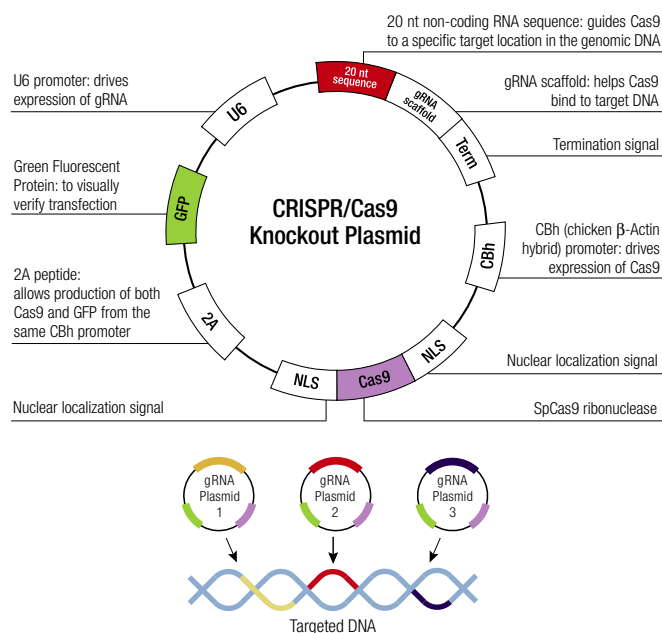 20 nt non-coding RNA sequence: guides Cas9
to a specific target location in the genomic DNA
U6 promoter: drives
expression of gRNA
gRNA scaffold: helps Cas9
bind to target DNA
Termination signal
Green Fluorescent
Protein: to visually
verify transfection
CBh (chicken β-Actin
hybrid) promoter: drives
expression of Cas9
2A peptide:
allows production of both
Cas9 and GFP from the
same CBh promoter
Nuclear localization signal
Nuclear localization signal
SpCas9 ribonuclease
CRISPR/Cas9
Knockout Plasmid
20 nt
sequence
gRNA
scaffold
Term
CBh
NLS
Cas9
NLS
2A
GFP
U6
gRNA
Plasmid
1
gRNA
Plasmid
2
gRNA
Plasmid
3
Targeted DNA